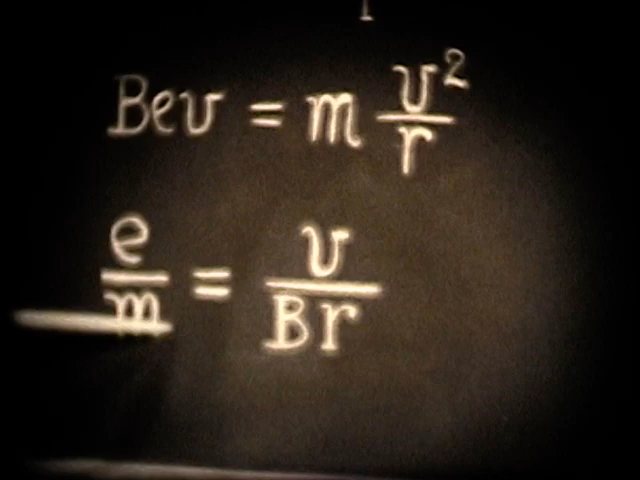 Bev = m v²/r
e/m = v/Br